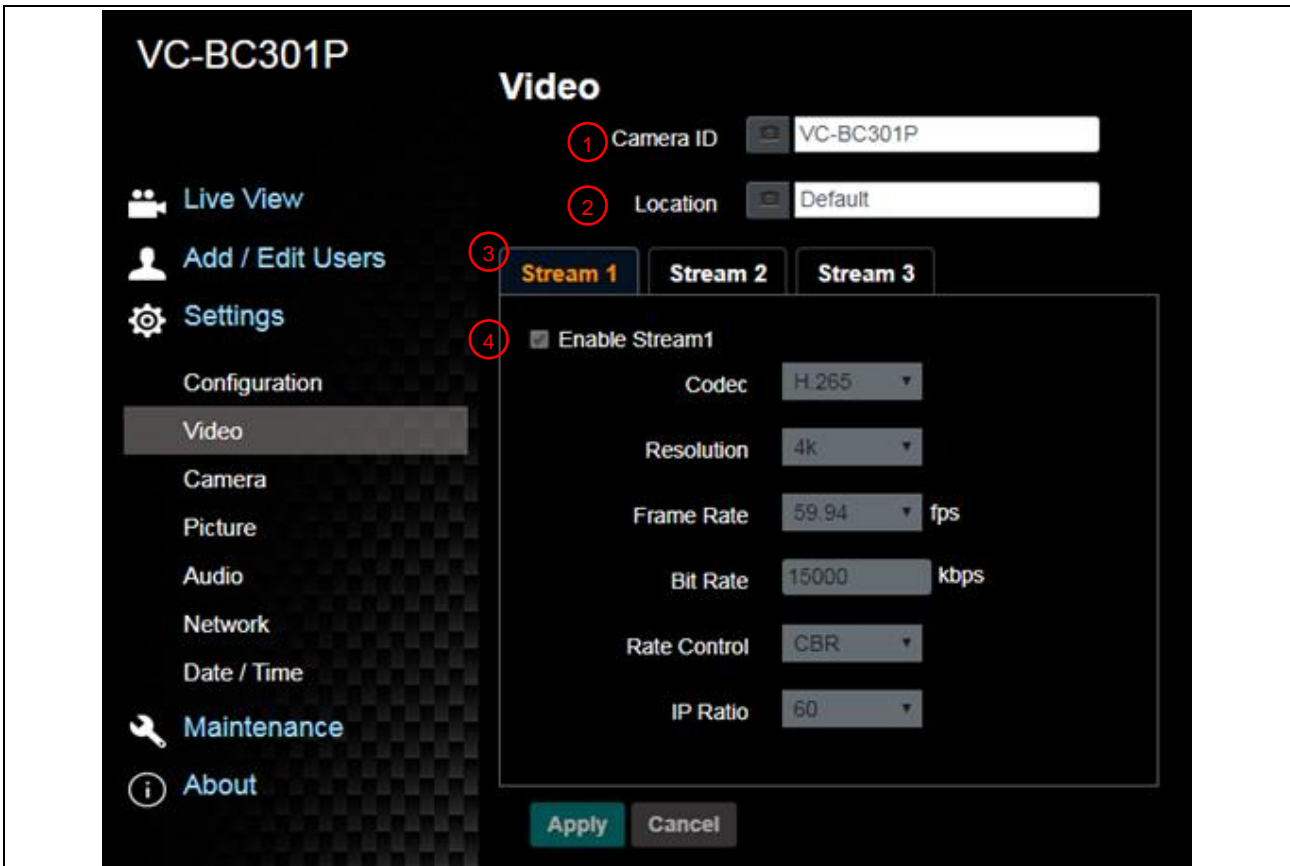 VC-BC301P
Live View
Add / Edit Users
Settings
Configuration
Video
Camera
Picture
Audio
Network
Date / Time
Maintenance
About
Video
1 Camera ID VC-BC301P
2 Location Default
3 Stream 1 Stream 2 Stream 3
4 Enable Stream1
Codec H.265
Resolution 4k
Frame Rate 59.94 fps
Bit Rate 15000 kbps
Rate Control CBR
IP Ratio 60
Apply Cancel